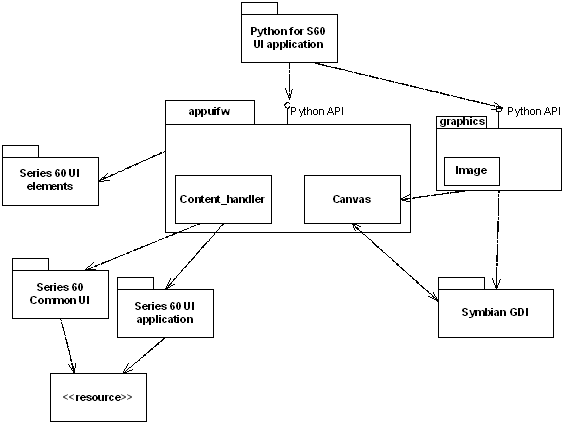 Python for S60
UI application
appuifw
Python API
Python API
graphics
Image
Series 60 UI
elements
Content_handler
Canvas
Series 60
Common UI
Series 60 UI
application
Symbian GDI
<<resource>>